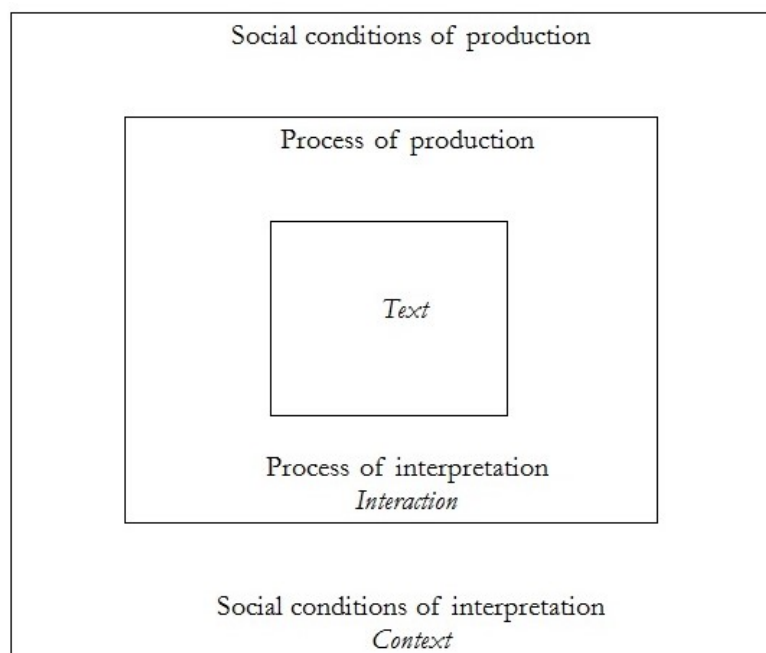 Social conditions of production
Process of production
Text
Process of interpretation
Interaction
Social conditions of interpretation
Context